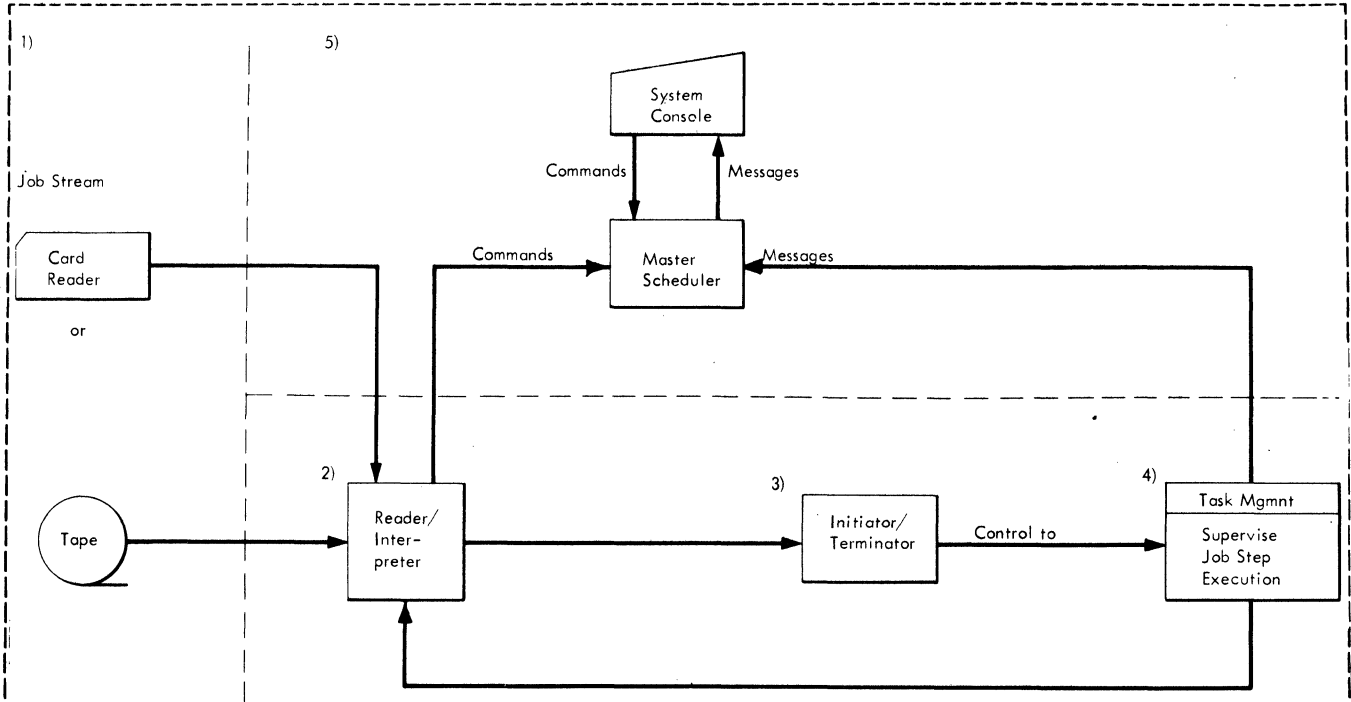 1)
5)
System
Console
Commands
Messages
Job Stream
Card
Reader
Commands
Master
Scheduler
Messages
or
2)
3)
4)
Tape
Reader/
Inter-
preter
Initiator/
Terminator
Control to
Task Mgmnt
Supervise
Job Step
Execution